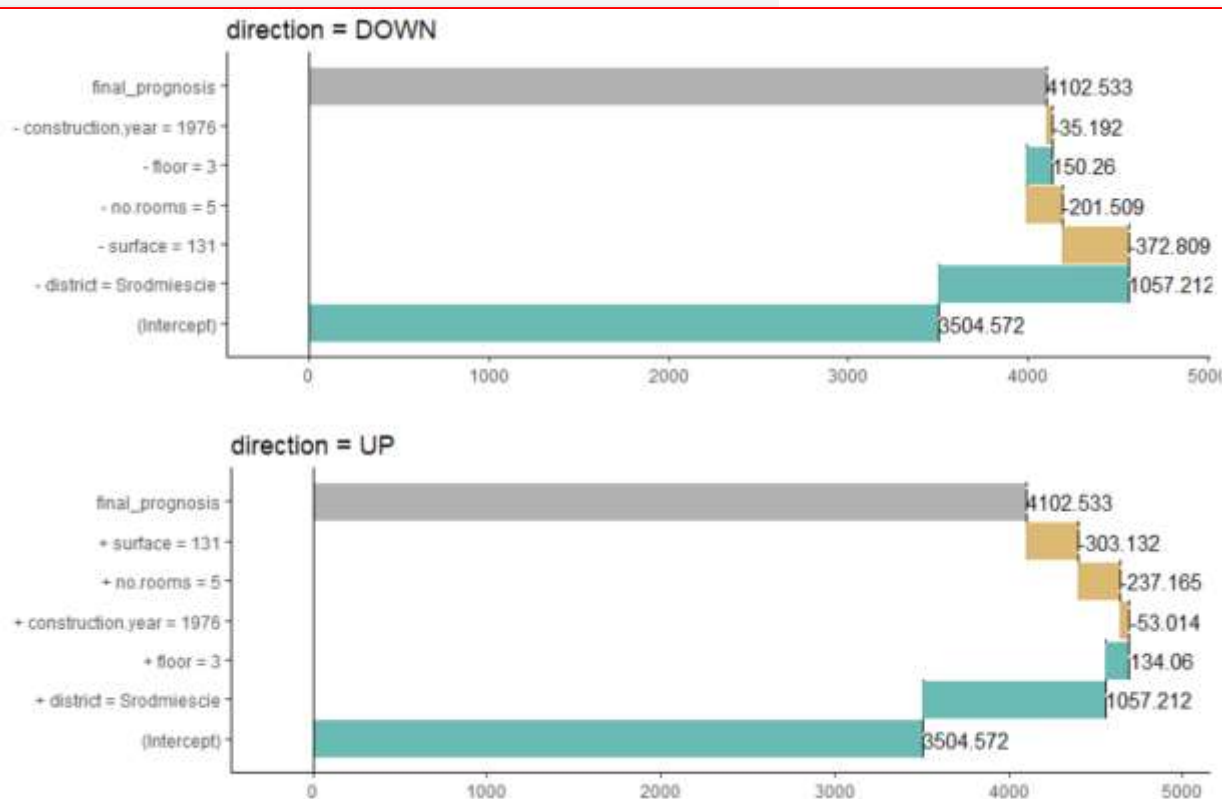 direction = DOWN
final_prognosis 4102.533
- construction.year = 1976 -35.192
- floor = 3 150.26
- no.rooms = 5 -201.509
- surface = 131 -372.809
- district = Srodmiescie 1057.212
(Intercept) 3504.572
0 1000 2000 3000 4000 5000
direction = UP
final_prognosis 4102.533
+ surface = 131 -303.132
+ no.rooms = 5 -237.165
+ construction.year = 1976 -53.014
+ floor = 3 134.06
+ district = Srodmiescie 1057.212
(Intercept) 3504.572
0 1000 2000 3000 4000 5000